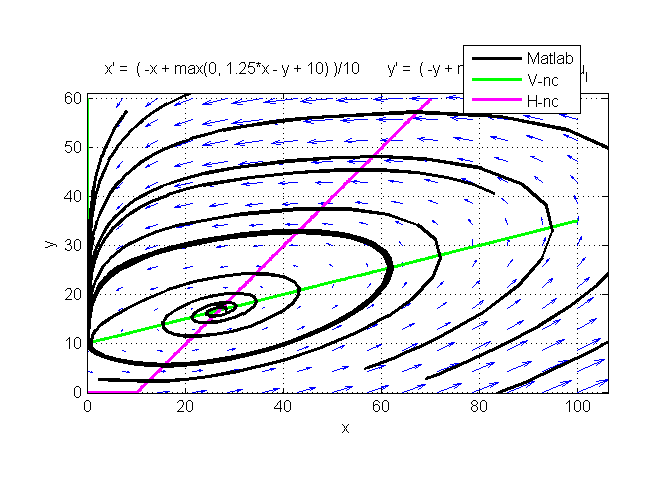 x' = ( -x + max(0, 1.25*x - y + 10) )/10 y' = ( -y +
Matlab
V-nc
H-nc
60
50
40
30
20
10
0
y
0 20 40 60 80 100
x